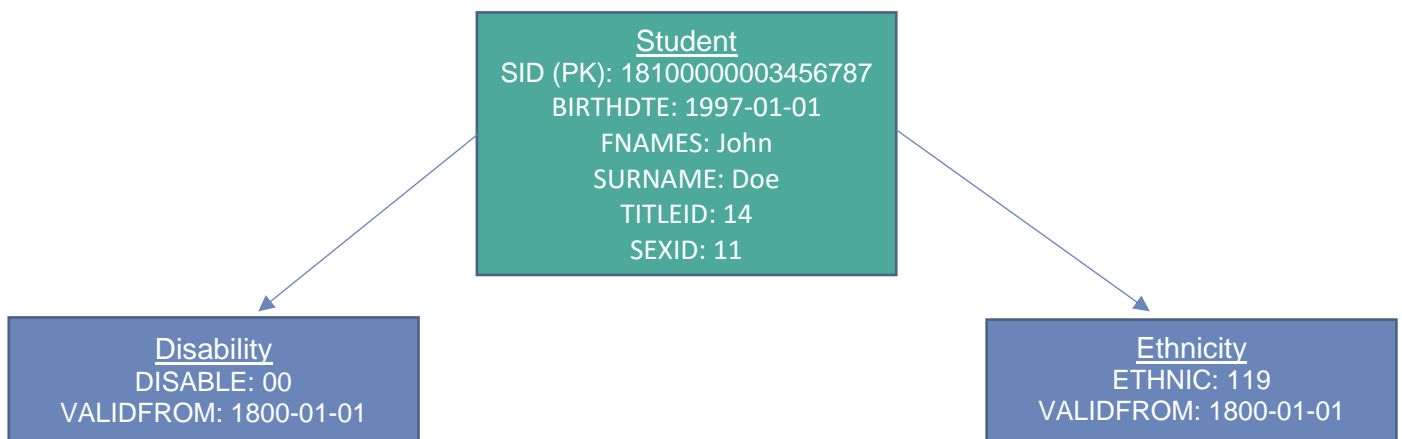 Student
SID (PK): 18100000003456787
BIRTHDTE: 1997-01-01
FNAMES: John
SURNAME: Doe
TITLEID: 14
SEXID: 11
Disability
DISABLE: 00
VALIDFROM: 1800-01-01
Ethnicity
ETHNIC: 119
VALIDFROM: 1800-01-01